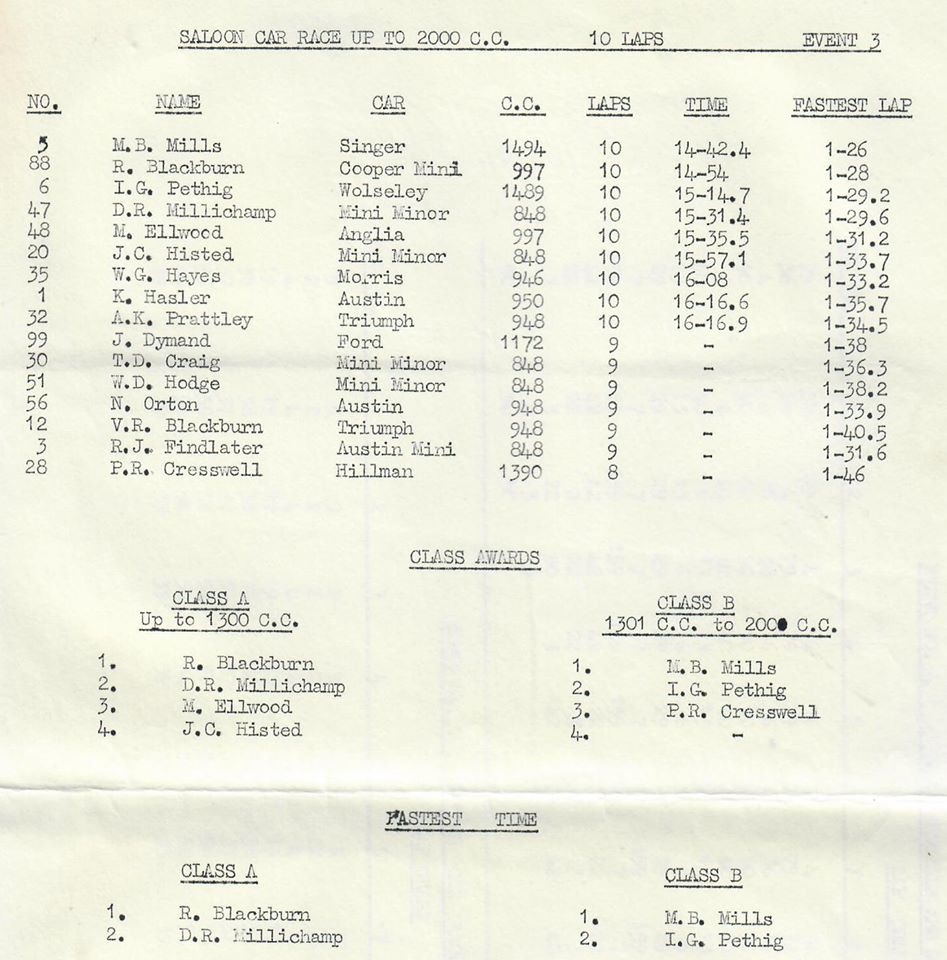 SALOON CAR RACE UP TO 2000 C.C. 10 LAPS EVENT 3
NO. NAME CAR C.C. LAPS TIME FASTEST LAP
5 M.B. Mills Singer 1494 10 14-42.4 1-26
88 R. Blackburn Cooper Mini 997 10 14-54 1-28
6 I.G. Pethig Wolseley 1489 10 15-14.7 1-29.2
47 D.R. Millichamp Mini Minor 848 10 15-31.4 1-29.6
48 M. Ellwood Anglia 997 10 15-35.5 1-31.2
20 J.C. Histed Mini Minor 848 10 15-57.1 1-33.7
35 W.G. Hayes Morris 946 10 16-08 1-33.2
1 K. Hasler Austin 950 10 16-16.6 1-35.7
32 A.K. Prattley Triumph 948 10 16-16.9 1-34.5
99 J. Dymand Ford 1172 9 - 1-38
30 T.D. Craig Mini Minor 848 9 - 1-36.3
51 W.D. Hodge Mini Minor 848 9 - 1-38.2
56 N. Orton Austin 948 9 - 1-33.9
12 V.R. Blackburn Triumph 948 9 - 1-40.5
3 R.J. Findlater Austin Mini 848 9 - 1-31.6
28 P.R. Cresswell Hillman 1390 8 - 1-46
CLASS AWARDS
CLASS A CLASS B
Up to 1300 C.C. 1301 C.C. to 2000 C.C.
1. R. Blackburn 1. M.B. Mills
2. D.R. Millichamp 2. I.G. Pethig
3. M. Ellwood 3. P.R. Cresswell
4. J.C. Histed 4. -
FASTEST TIME
CLASS A CLASS B
1. R. Blackburn 1. M.B. Mills
2. D.R. Millichamp 2. I.G. Pethig